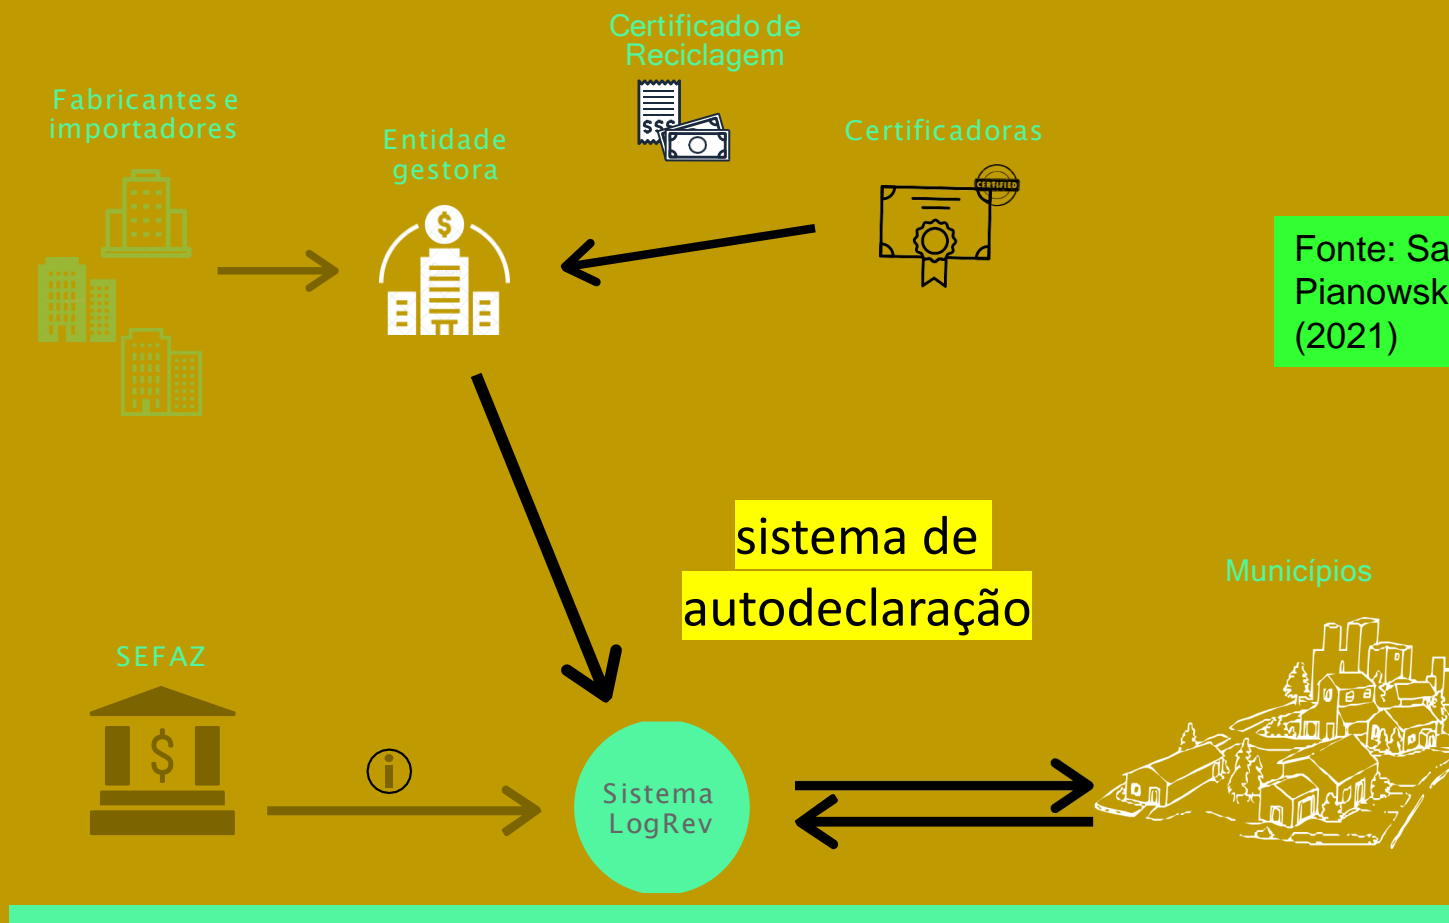 Certificado de
Reciclagem
Fabricantes e
importadores
Entidade
gestora
$
$$$
Certificadoras
CERTIFIED
Fonte: Sa
Pianowsk
(2021)
sistema de
autodeclaração
Municípios
SEFAZ
$
i
Sistema
LogRev